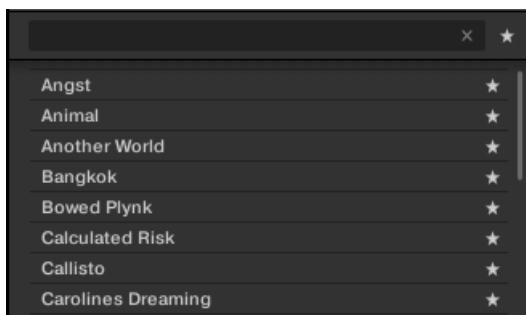 Angst
Animal
Another World
Bangkok
Bowed Plynk
Calculated Risk
Callisto
Carolines Dreaming